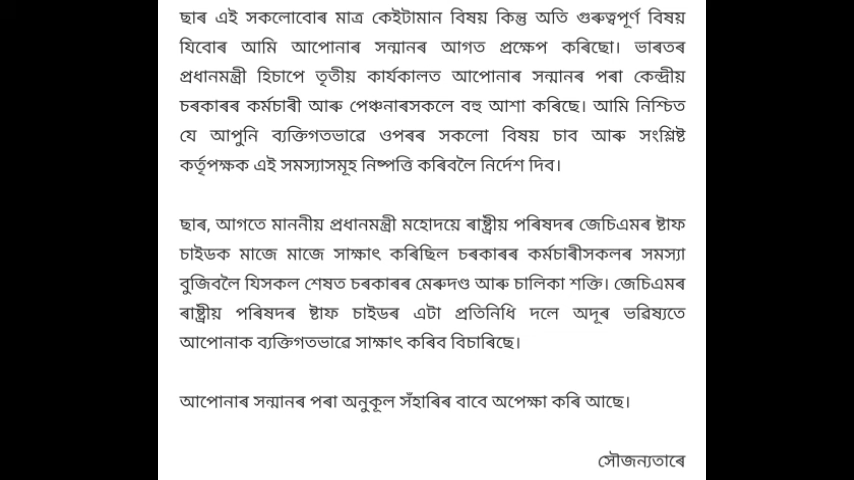 ছাৰ এই সকলোবোৰ মাত্ৰ কেইটামান বিষয় কিন্তু অতি গুৰুত্বপূৰ্ণ বিষয়
যিবোৰ আমি আপোনাৰ সন্মানৰ আগত প্ৰক্ষেপ কৰিছো। ভাৰতৰ
প্ৰধানমন্ত্ৰী হিচাপে তৃতীয় কাৰ্যকালত আপোনাৰ সন্মানৰ পৰা কেন্দ্ৰীয়
চৰকাৰৰ কৰ্মচাৰী আৰু পেঞ্চনাৰসকলে বহু আশা কৰিছে। আমি নিশ্চিত
যে আপুনি ব্যক্তিগতভাৱে ওপৰৰ সকলো বিষয় চাব আৰু সংশ্লিষ্ট
কৰ্তৃপক্ষক এই সমস্যাসমূহ নিষ্পত্তি কৰিবলৈ নিৰ্দেশ দিব।
ছাৰ, আগতে মাননীয় প্ৰধানমন্ত্ৰী মহোদয়ে ৰাষ্ট্ৰীয় পৰিষদৰ জেচিএমৰ ষ্টাফ
চাইডক মাজে মাজে সাক্ষাৎ কৰিছিল চৰকাৰৰ কৰ্মচাৰীসকলৰ সমস্যা
বুজিবলৈ যিসকল শেষত চৰকাৰৰ মেৰুদণ্ড আৰু চালিকা শক্তি। জেচিএমৰ
ৰাষ্ট্ৰীয় পৰিষদৰ ষ্টাফ চাইডৰ এটা প্ৰতিনিধি দলে অদূৰ ভৱিষ্যতে
আপোনাক ব্যক্তিগতভাৱে সাক্ষাৎ কৰিব বিচাৰিছে।
আপোনাৰ সন্মানৰ পৰা অনুকূল সঁহাৰিৰ বাবে অপেক্ষা কৰি আছে।
সৌজন্যতাৰে